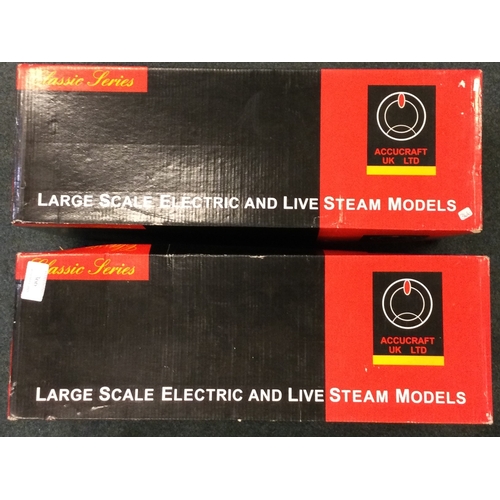 Classic Series
ACCUCRAFT
UK LTD
LARGE SCALE ELECTRIC AND LIVE STEAM MODELS
Classic Series
ACCUCRAFT
UK LTD
LARGE SCALE ELECTRIC AND LIVE STEAM MODELS